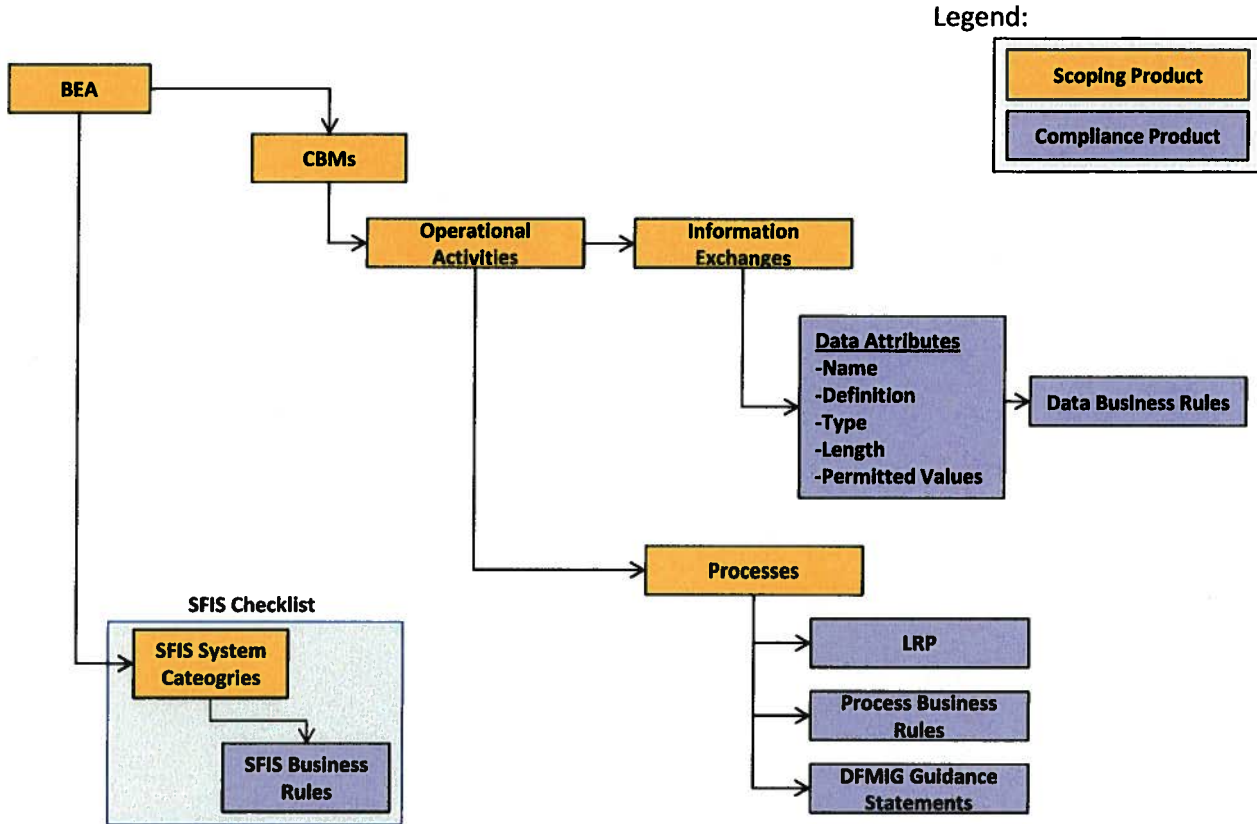 Legend:
Scoping Product
Compliance Product
BEA
CBMs
Operational
Activities
Information
Exchanges
Data Attributes
-Name
-Definition
-Type
-Length
-Permitted Values
Data Business Rules
Processes
LRP
Process Business
Rules
DFMIG Guidance
Statements
SFIS Checklist
SFIS System
Cateogries
SFIS Business
Rules